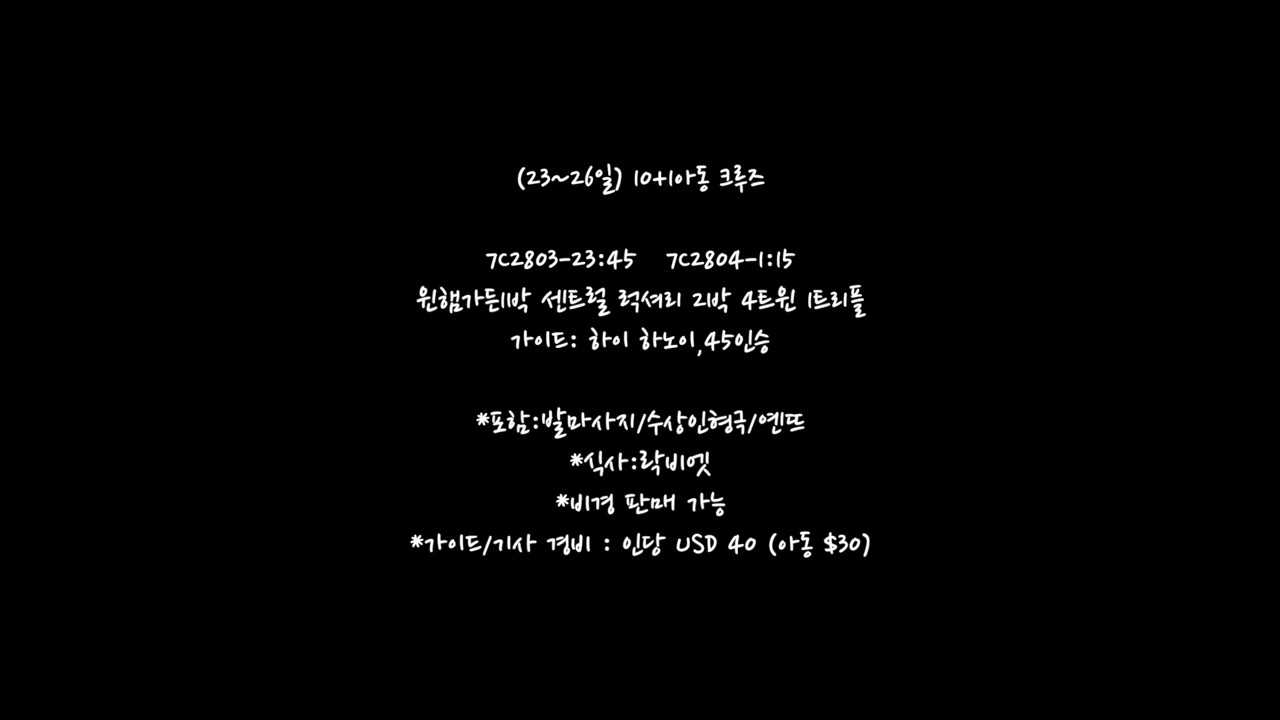 (23~26일) 10+1아동 크루즈
7C2803-23:45 7C2804-1:15
윈햄가든1박 센트럴 럭셔리 2박 4트윈 1트리플
가이드: 하이 하노이,45인승
*포함:발마사지/수상인형극/옌뜨
*식사:락비엣
*비경 판매 가능
*가이드/기사 경비 : 인당 USD 40 (아동 $30)